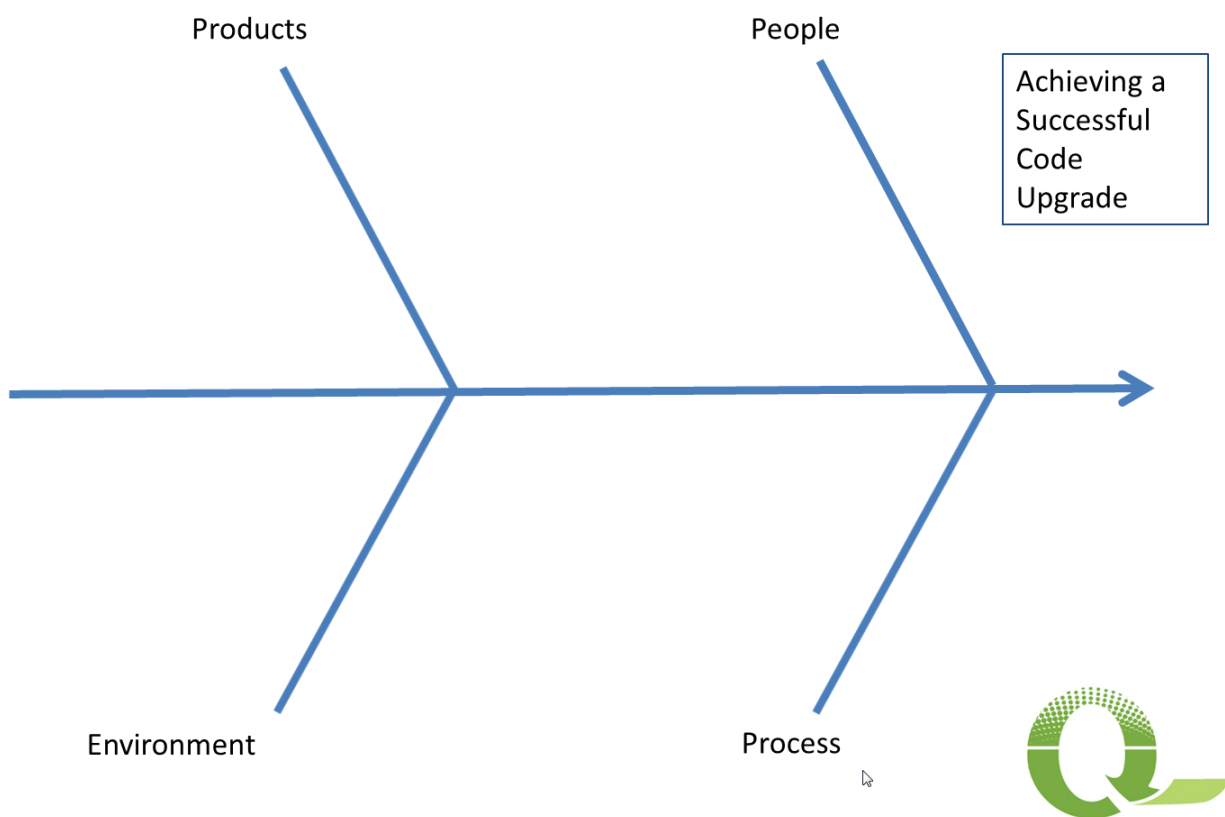 Products
People
Achieving a
Successful
Code
Upgrade
Environment
Process